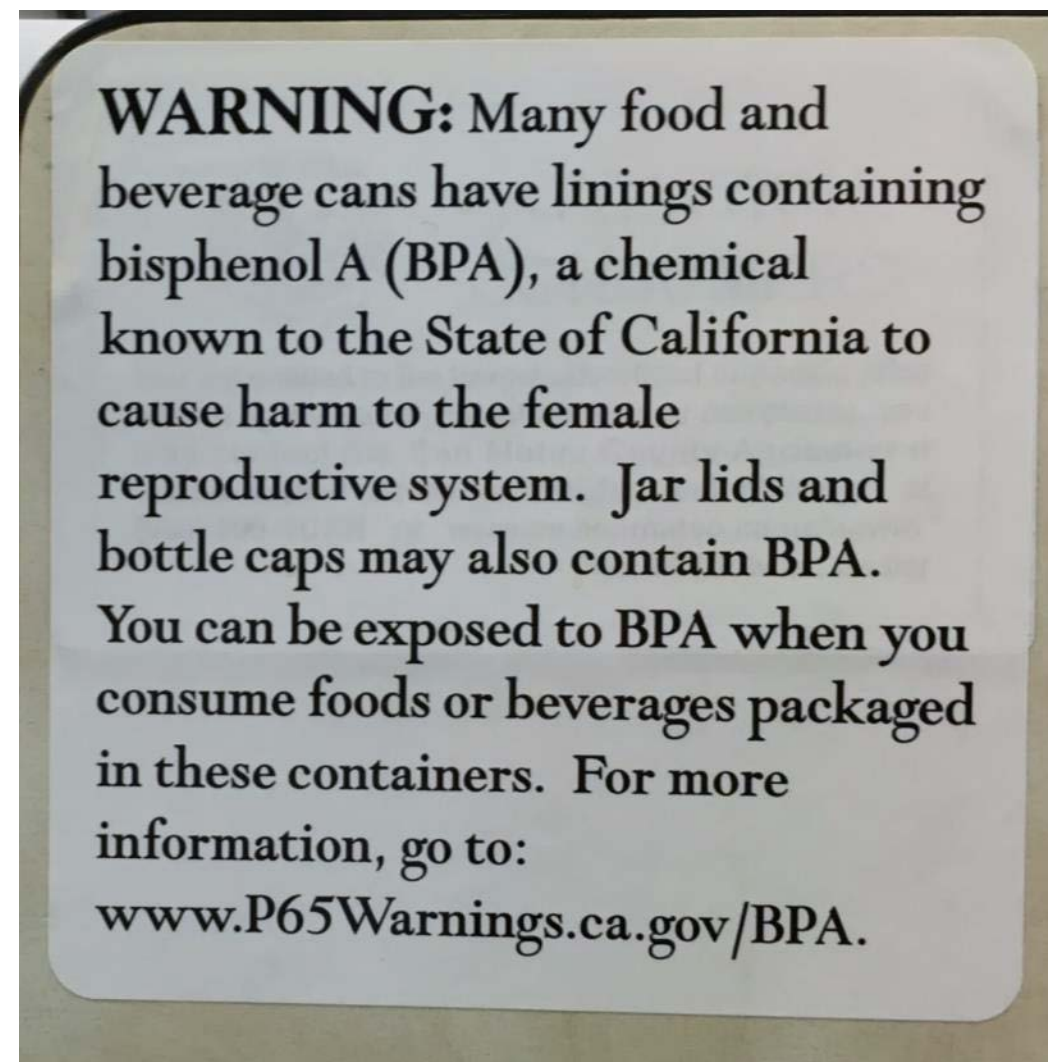 WARNING: Many food and
beverage cans have linings containing
bisphenol A (BPA), a chemical
known to the State of California to
cause harm to the female
reproductive system.  Jar lids and
bottle caps may also contain BPA.
You can be exposed to BPA when you
consume foods or beverages packaged
in these containers.  For more
information, go to:
www.P65Warnings.ca.gov/BPA.